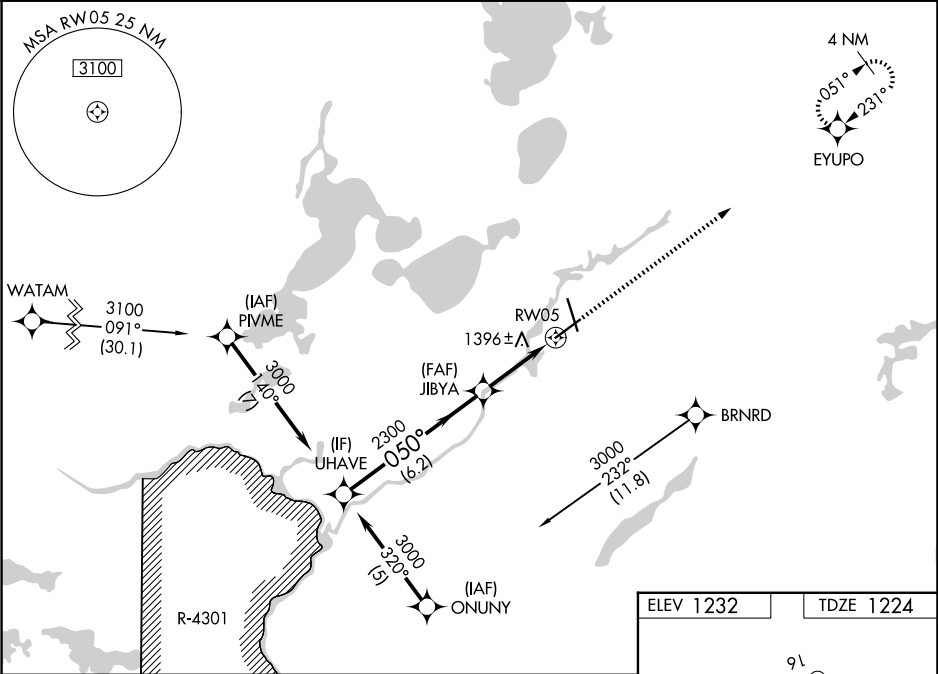 MSA RW05 25 NM
3100
4 NM
051°
231°
EYUPO
WATAM
3100
091°
(30.1)
(IAF)
PIVME
3000
140°
(7)
RW05
1396±
(FAF)
JIBYA
BRNRD
3000
232°
(11.8)
(IF)
UHAVE
2300
050°
(6.2)
3000
320°
(5)
(IAF)
ONUNY
R-4301
ELEV 1232
TDZE 1224
16